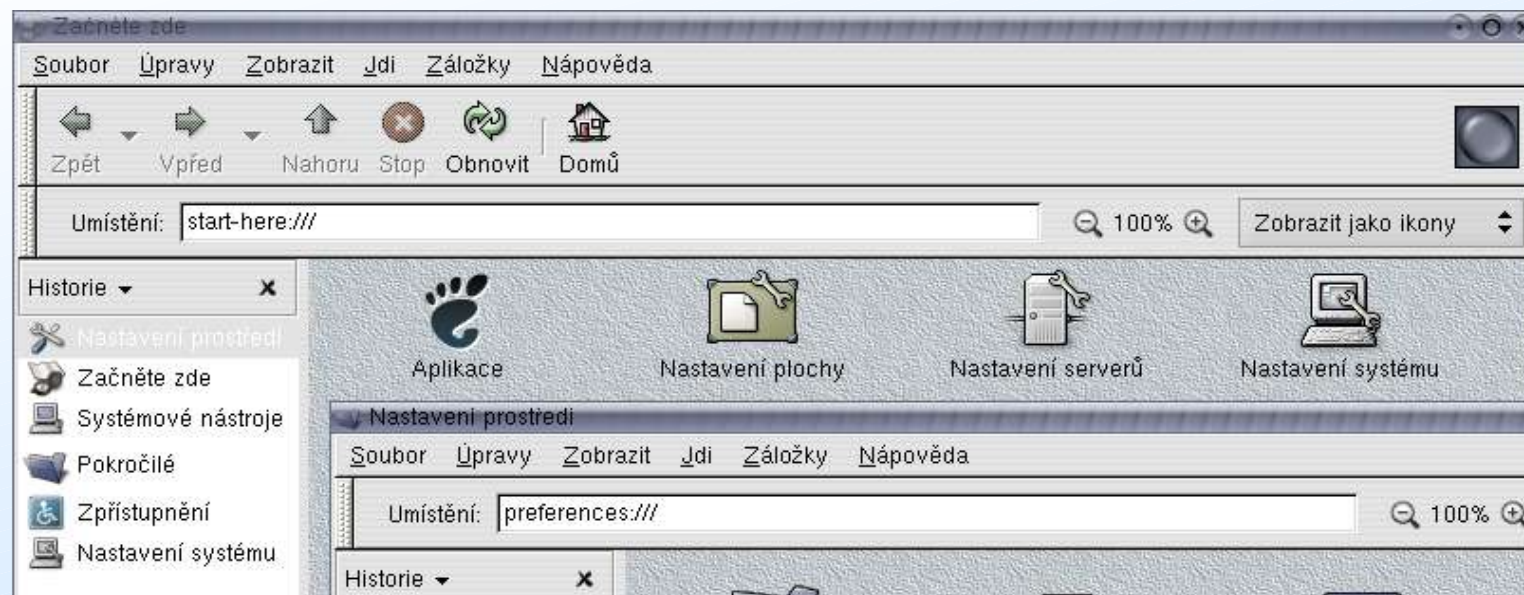 Začněte zde
Soubor Úpravy Zobrazit Jdi Záložky Nápověda
Zpět Vpřed Nahoru Stop Obnovit Domů
Umístění: start-here:/// 100% Zobrazit jako ikony
Historie
Nastavení prostředí
Začněte zde
Systémové nástroje
Pokročilé
Zpřístupnění
Nastavení systému
Aplikace Nastavení plochy Nastavení serverů Nastavení systému
Nastavení prostředí
Soubor Úpravy Zobrazit Jdi Záložky Nápověda
Umístění: preferences:/// 100%
Historie